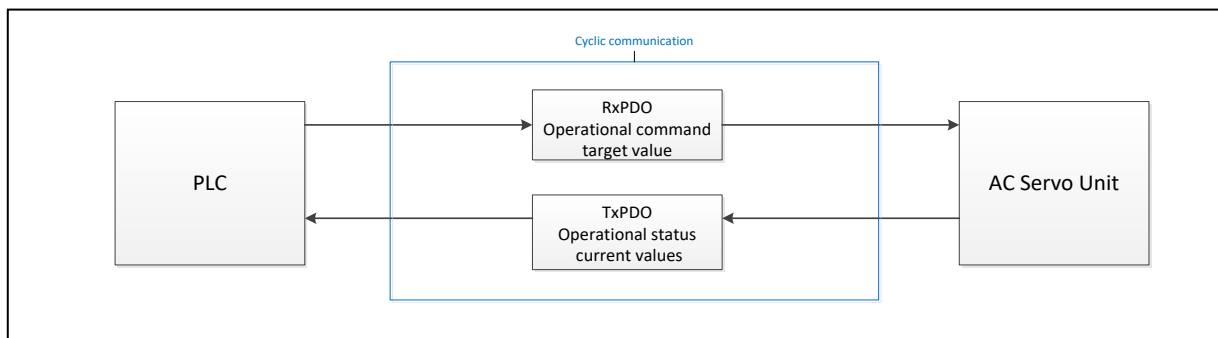 Cyclic communication
RxPDO
Operational command
target value
PLC
AC Servo Unit
TxPDO
Operational status
current values